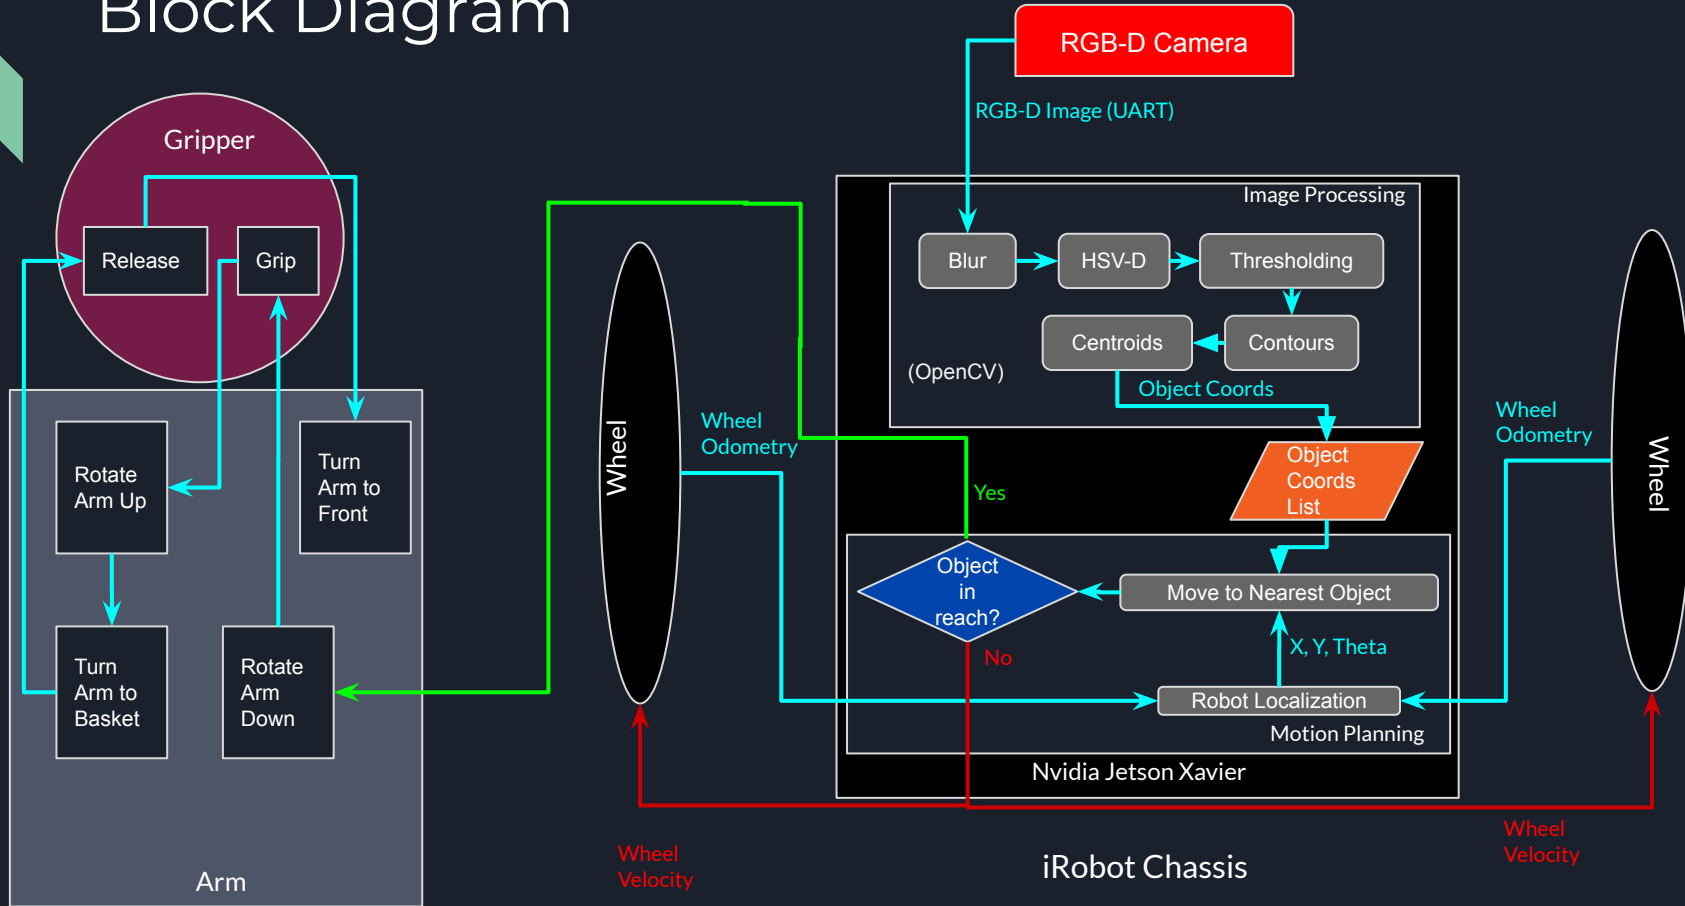 Block Diagram
RGB-D Camera
RGB-D Image (UART)
Gripper
Release
Grip
Image Processing
Blur
HSV-D
Thresholding
Centroids
Contours
(OpenCV)
Object Coords
Rotate
Arm Up
Turn
Arm to
Front
Wheel
Wheel
Odometry
Yes
Object
Coords
List
Wheel
Odometry
Wheel
Object
in
reach?
Move to Nearest Object
No
X, Y, Theta
Turn
Arm to
Basket
Rotate
Arm
Down
Robot Localization
Motion Planning
Nvidia Jetson Xavier
Wheel
Velocity
iRobot Chassis
Wheel
Velocity
Arm